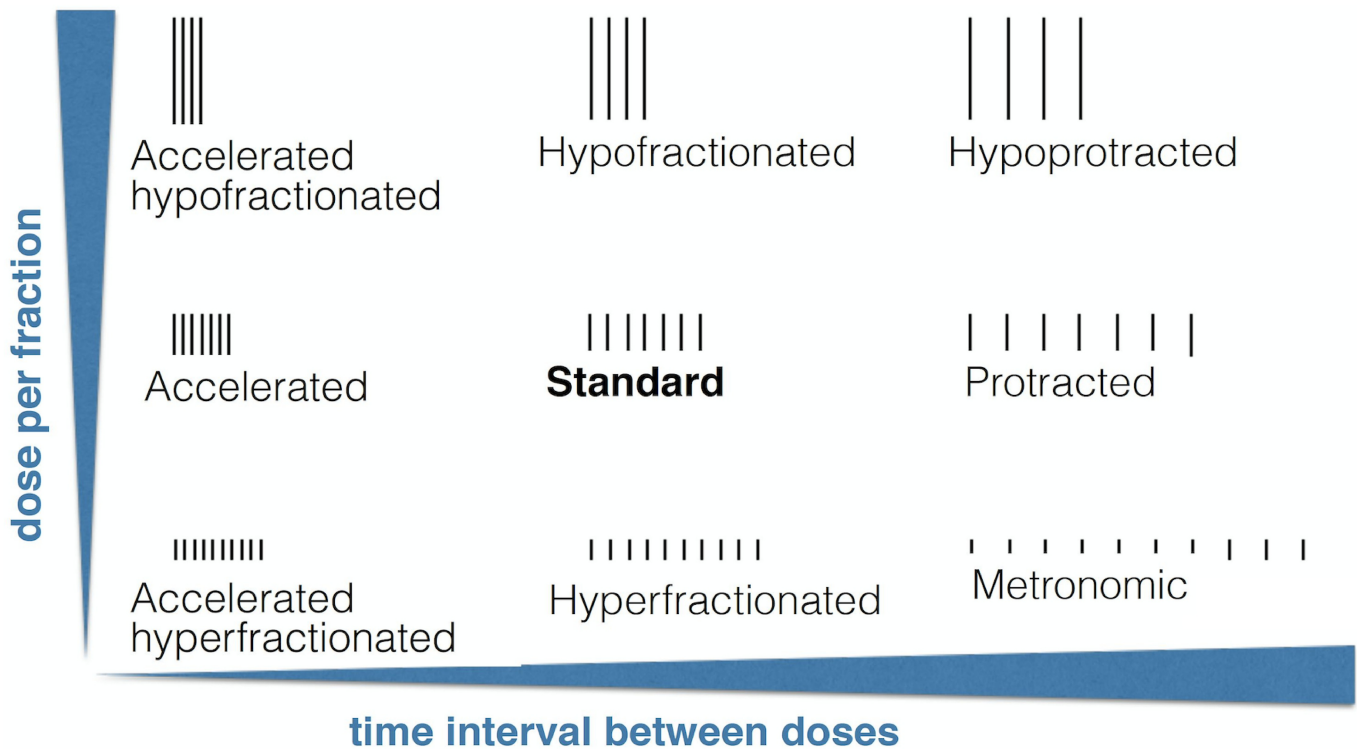 Accelerated
hypofractionated
Hypofractionated
Hypoprotracted
dose per fraction
Accelerated
Standard
Protracted
Accelerated
hyperfractionated
Hyperfractionated
Metronomic
time interval between doses